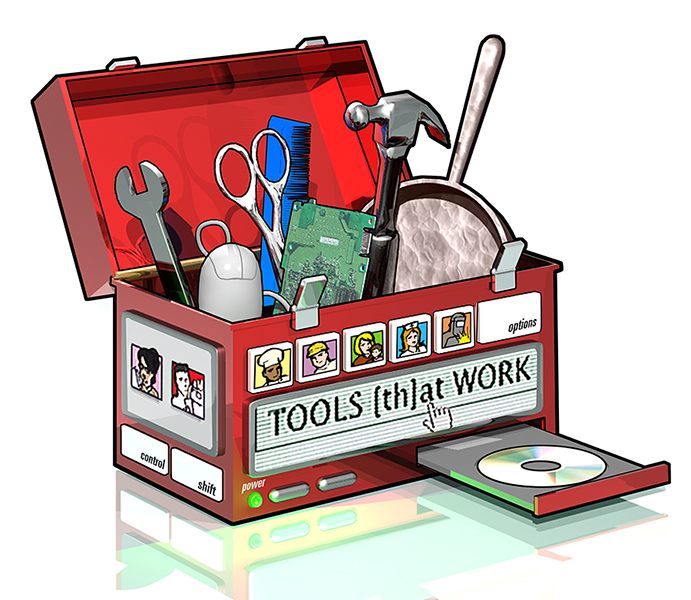 options
TOOLS [th]at WORK
control
shift
power